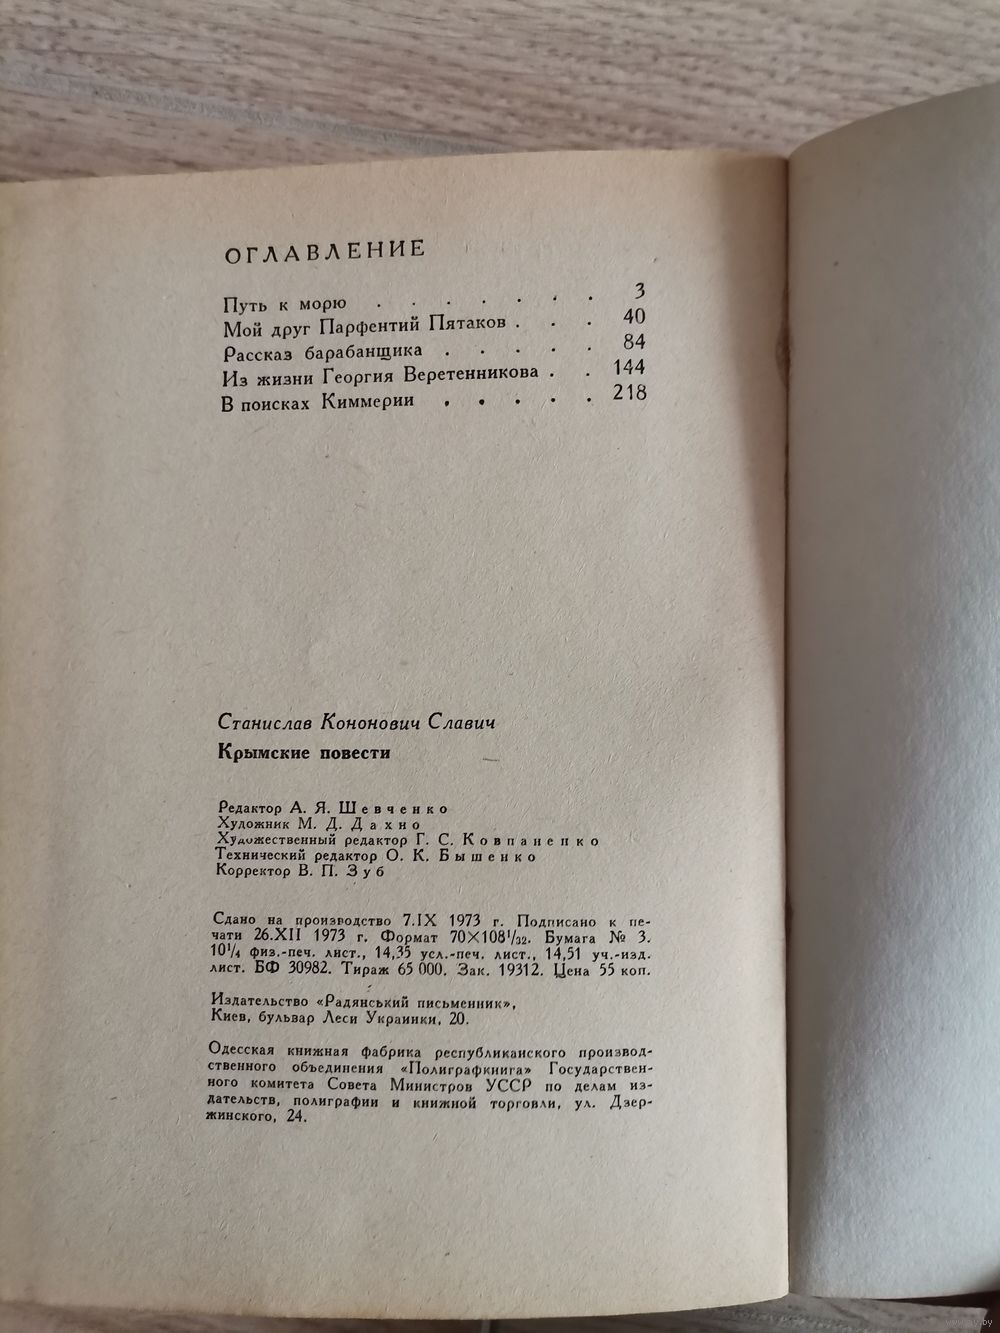 ОГЛАВЛЕНИЕ
Путь к морю . . . . . . . 3
Мой друг Парфентий Пятаков . . . 40
Рассказ барабанщика . . . . . 84
Из жизни Георгия Веретенникова . . 144
В поисках Киммерии . . . . . 218
Станислав Кононович Славич
Крымские повести
Редактор А. Я. Шевченко
Художник М. Д. Дахно
Художественный редактор Г. С. Ковпаненко
Технический редактор О. К. Бышенко
Корректор В. П. Зуб
Сдано на производство 7.IX 1973 г. Подписано к пе-
чати 26.XII 1973 г. Формат 70×108¹/₃₂. Бумага № 3.
10¹/₄ физ.-печ. лист., 14,35 усл.-печ. лист., 14,51 уч.-изд.
лист. БФ 30982. Тираж 65 000. Зак. 19312. Цена 55 коп.
Издательство «Радянський письменник»,
Киев, бульвар Леси Украинки, 20.
Одесская книжная фабрика республиканского производ-
ственного объединения «Полиграфкнига» Государствен-
ного комитета Совета Министров УССР по делам из-
дательств, полиграфии и книжной торговли, ул. Дзер-
жинского, 24.
www.ay.by